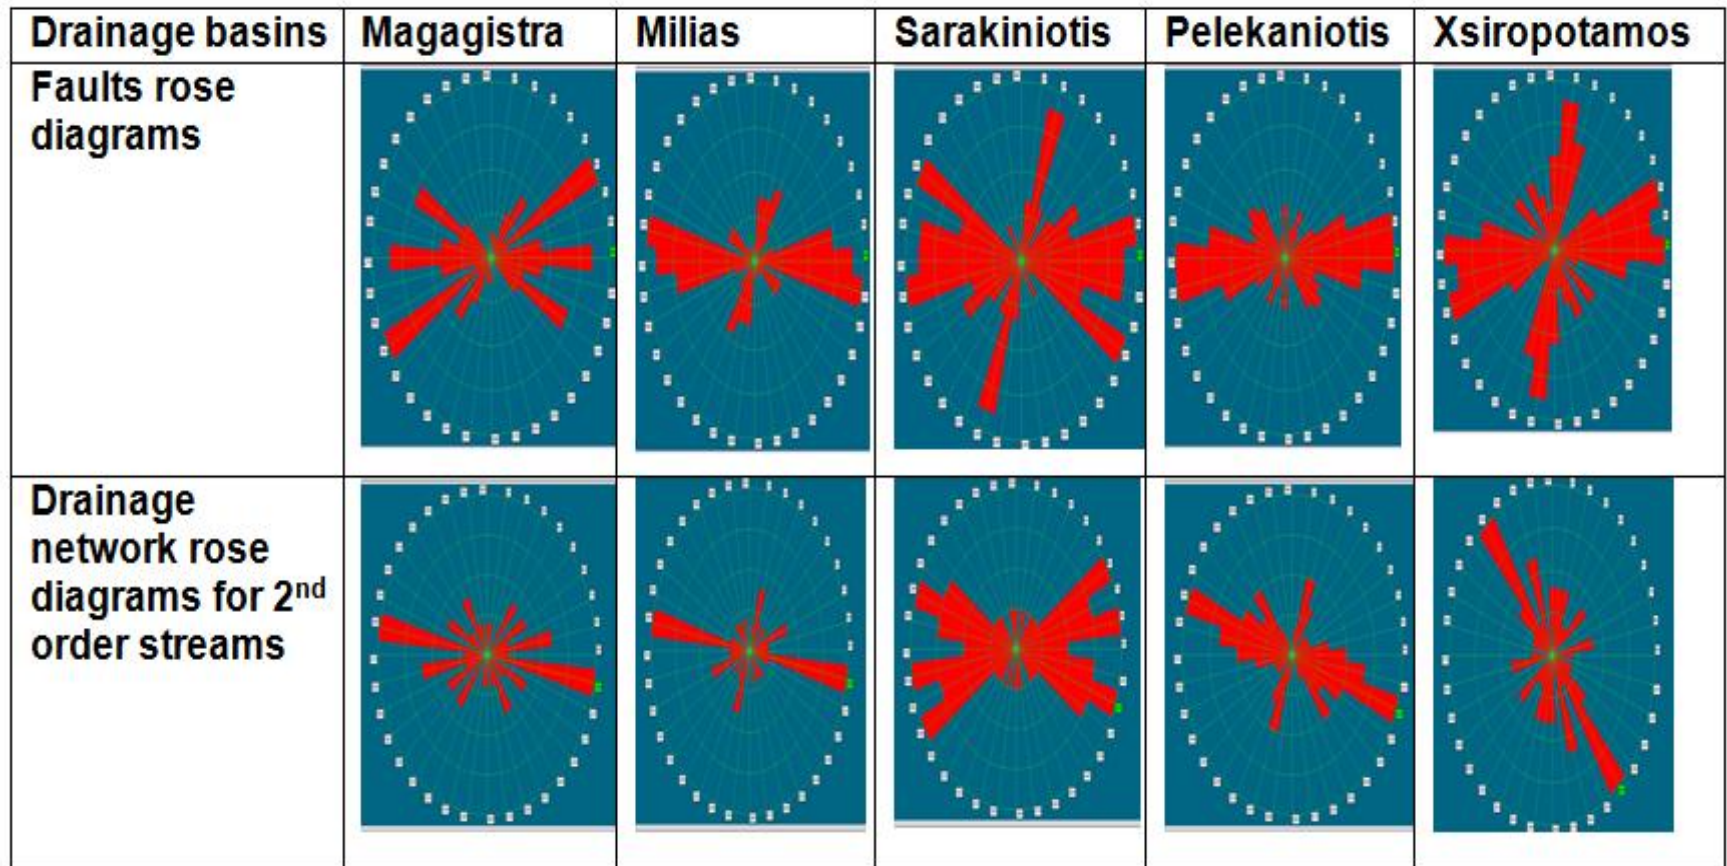 Drainage basins Magagistra Milias Sarakiniotis Pelekaniotis Xsiropotamos
Faults rose
diagrams
Drainage
network rose
diagrams for 2nd
order streams